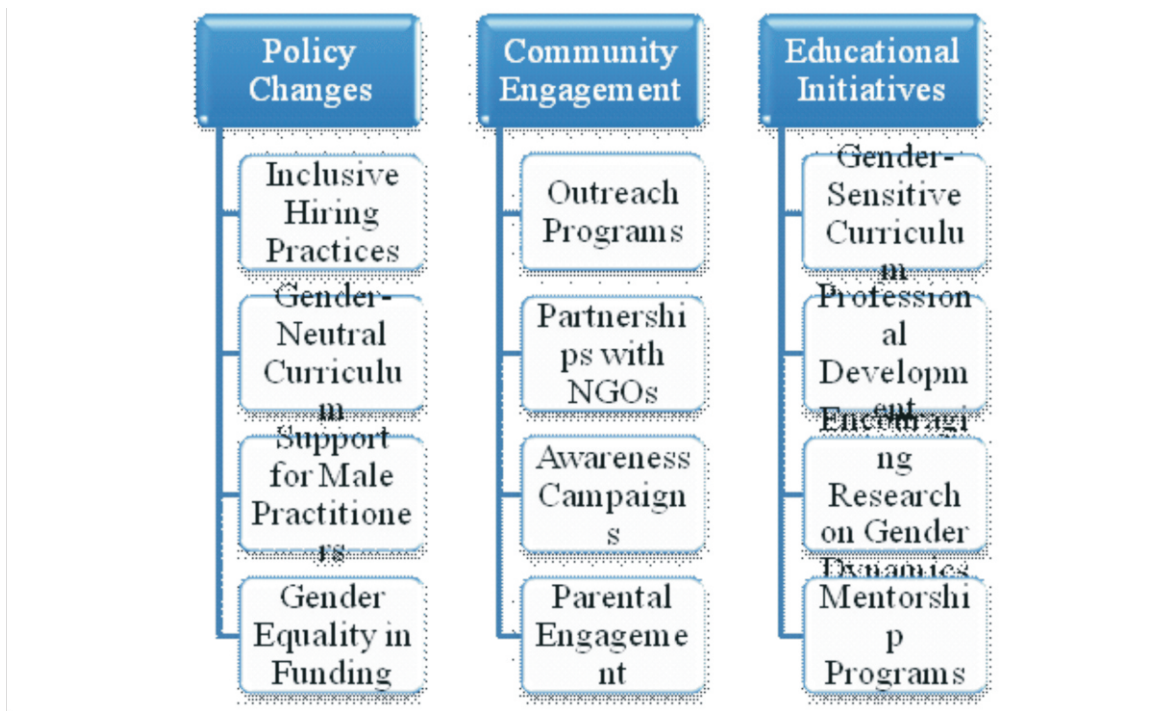 Policy
Changes
Inclusive
Hiring
Practices
Gender-
Neutral
Curriculu
m
Support
for Male
Practitione
rs
Gender
Equality in
Funding
Community
Engagement
Outreach
Programs
Partnershi
ps with
NGOs
Awareness
Campaign
s
Parental
Engageme
nt
Educational
Initiatives
Gender-
Sensitive
Curriculu
m
Profession
al
Developm
ent
Encouragi
ng
Research
on Gender
Dynamics
Mentorshi
p
Programs